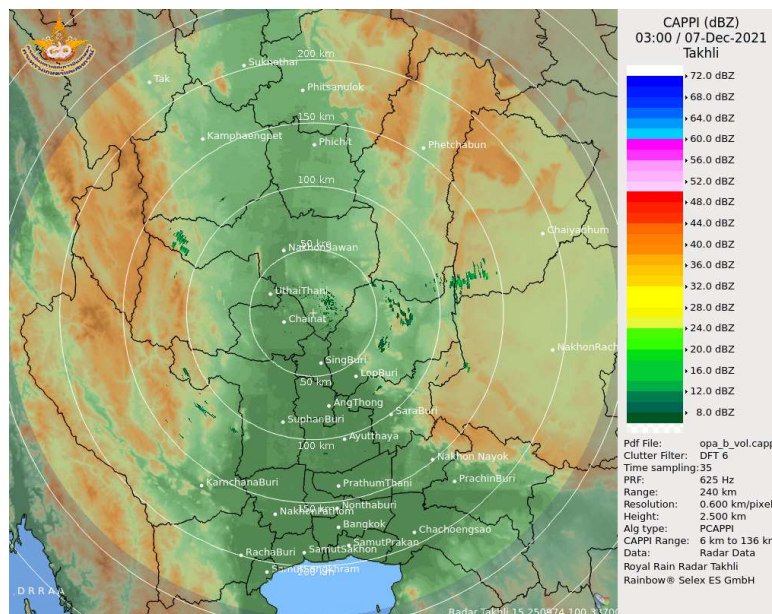 CAPPI (dBZ)
03:00 / 07-Dec-2021
Takhli
72.0 dBZ
68.0 dBZ
64.0 dBZ
60.0 dBZ
56.0 dBZ
52.0 dBZ
48.0 dBZ
44.0 dBZ
40.0 dBZ
36.0 dBZ
32.0 dBZ
28.0 dBZ
24.0 dBZ
20.0 dBZ
16.0 dBZ
12.0 dBZ
8.0 dBZ
Pdf File: opa_b_vol.capp
Clutter Filter: DFT 6
Time sampling:35
PRF: 625 Hz
Range: 240 km
Resolution: 0.600 km/pixel
Height: 2.500 km
Alg type: PCAPPI
CAPPI Range: 6 km to 136 km
Data: Radar Data
Royal Rain Radar Takhli
Rainbow® Selex ES GmbH
200 km
Sukhothai
Tak
Phitsanulok
150 km
Kamphaengpet
Phichit
Phetchabun
100 km
Chaiyaphum
50 km
NakhonSawan
UthaiThani
Chainat
NakhonRach
SingBuri
50 km
LopBuri
AngThong
SaraBuri
SuphanBuri
Ayutthaya
100 km
Nakhon Nayok
KanchanaBuri
PrathumThani
PrachinBuri
150 km
Nonthaburi
NakhonPathom
Bangkok
Chachoengsao
SamutPrakan
SamutSakhon
RachaBuri
SamutSongkhram
200 km
.DRRAA